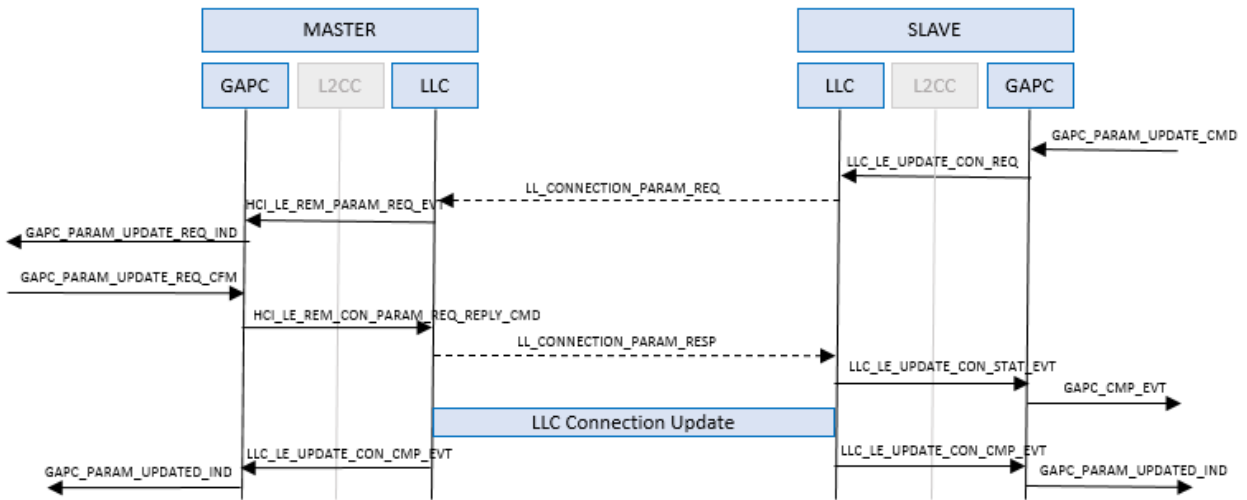 MASTER
SLAVE
GAPC
L2CC
LLC
LLC
L2CC
GAPC
GAPC_PARAM_UPDATE_CMD
LLC_LE_UPDATE_CON_REQ
LL_CONNECTION_PARAM_REQ
HCI_LE_REM_PARAM_REQ_EVT
GAPC_PARAM_UPDATE_REQ_IND
GAPC_PARAM_UPDATE_REQ_CFM
HCI_LE_REM_CON_PARAM_REQ_REPLY_CMD
LL_CONNECTION_PARAM_RESP
LLC_LE_UPDATE_CON_STAT_EVT
GAPC_CMP_EVT
LLC Connection Update
LLC_LE_UPDATE_CON_CMP_EVT
LLC_LE_UPDATE_CON_CMP_EVT
GAPC_PARAM_UPDATED_IND
GAPC_PARAM_UPDATED_IND